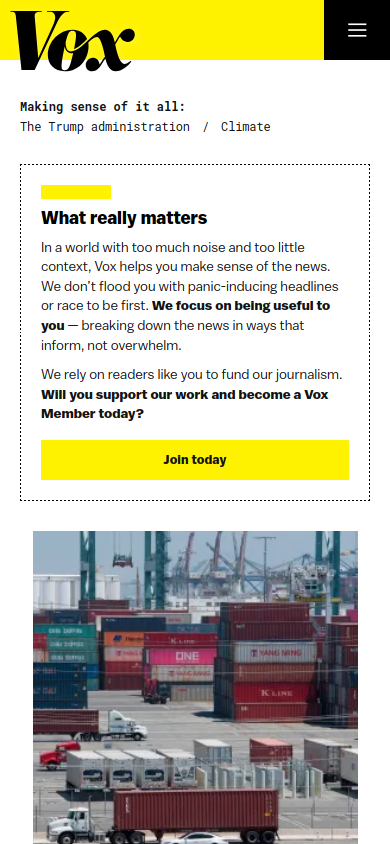 Vox
Making sense of it all:
The Trump administration / Climate
What really matters
In a world with too much noise and too little
context, Vox helps you make sense of the news.
We don’t flood you with panic-inducing headlines
or race to be first. We focus on being useful to
you — breaking down the news in ways that
inform, not overwhelm.
We rely on readers like you to fund our journalism.
Will you support our work and become a Vox
Member today?
Join today
K LINE
ONE
YANG MING
YANG MING
K LINE